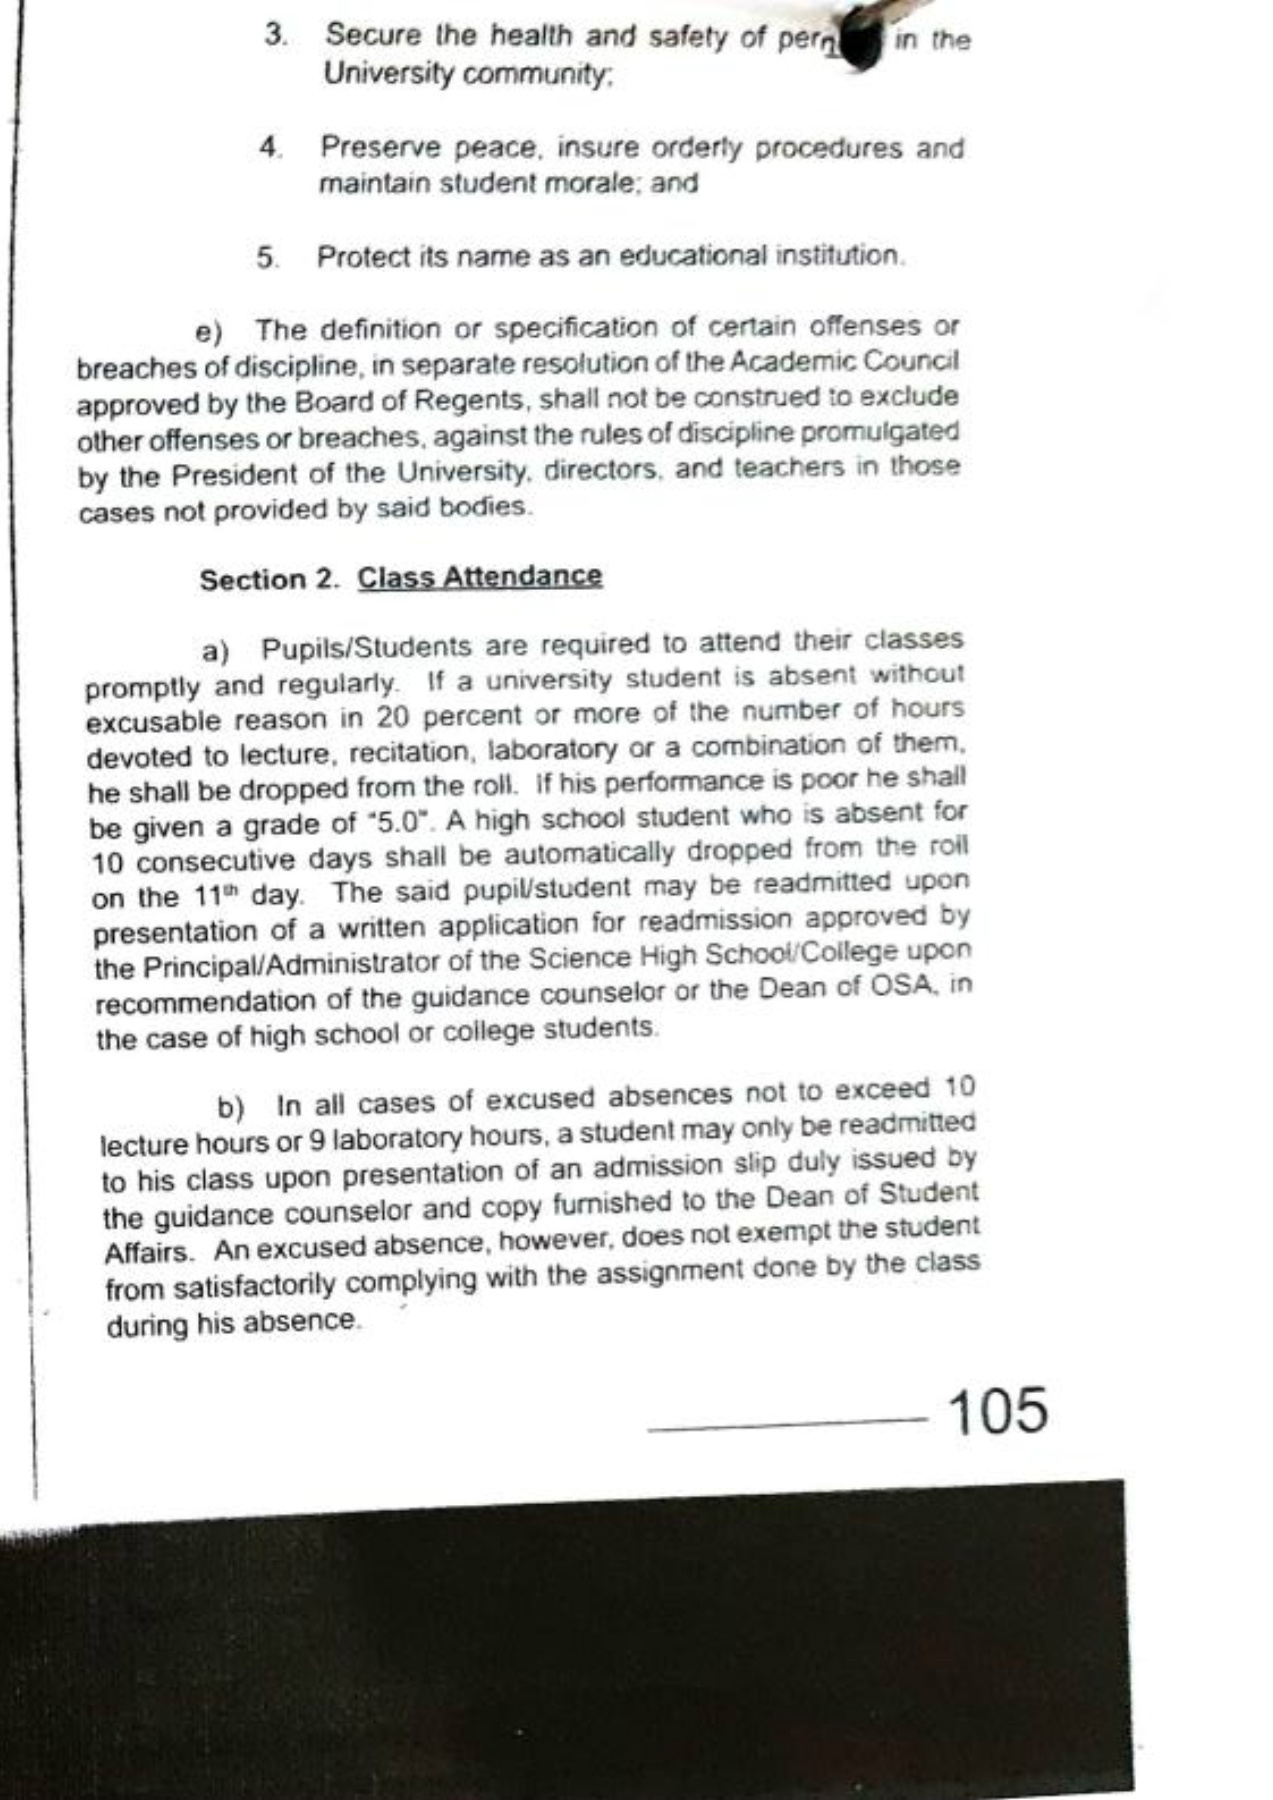 3. Secure the health and safety of in the
University community;
4. Preserve peace, insure orderly procedures and
maintain student morale; and
5. Protect its name as an educational institution.
e) The definition or specification of certain offenses or
breaches of discipline, in separate resolution of the Academic Council
approved by the Board of Regents, shall not be construed to exclude
other offenses or breaches, against the rules of discipline promulgated
by the President of the University, directors, and teachers in those
cases not provided by said bodies.
Section 2. Class Attendance
a) Pupils/Students are required to attend their classes
promptly and regularly. If a university student is absent without
excusable reason in 20 percent or more of the number of hours
devoted to lecture, recitation, laboratory or a combination of them,
he shall be dropped from the roll. If his performance is poor he shall
be given a grade of "5.0". A high school student who is absent for
10 consecutive days shall be automatically dropped from the roll
on the 11th day. The said pupil/student may be readmitted upon
presentation of a written application for readmission approved by
the Principal/Administrator of the Science High School/College upon
recommendation of the guidance counselor or the Dean of OSA, in
the case of high school or college students.
b) In all cases of excused absences not to exceed 10
lecture hours or 9 laboratory hours, a student may only be readmitted
to his class upon presentation of an admission slip duly issued by
the guidance counselor and copy furnished to the Dean of Student
Affairs. An excused absence, however, does not exempt the student
from satisfactorily complying with the assignment done by the class
during his absence.
105